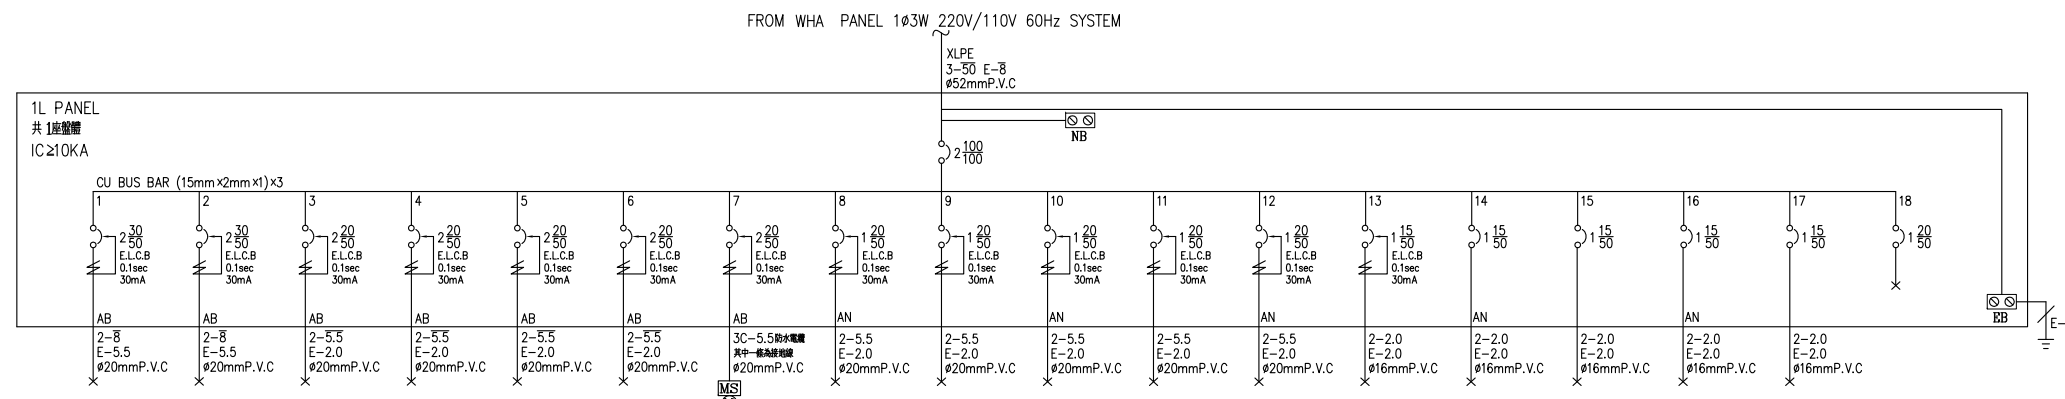 FROM WHA PANEL 1ø3W 220V/110V 60Hz SYSTEM
XLPE
3-50 E-8
ø52mmP.V.C
1L PANEL
共 1座盤體
IC≥10KA
NB
2 100/100
CU BUS BAR (15mm×2mm×1)×3
1 2 3 4 5 6 7 8 9 10 11 12 13 14 15 16 17 18
2 30/50 2 30/50 2 20/50 2 20/50 2 20/50 2 20/50 2 20/50 1 20/50 1 20/50 1 20/50 1 20/50 1 20/50 1 15/50 1 15/50 1 15/50 1 15/50 1 15/50 1 20/50
E.L.C.B E.L.C.B E.L.C.B E.L.C.B E.L.C.B E.L.C.B E.L.C.B E.L.C.B E.L.C.B E.L.C.B E.L.C.B E.L.C.B E.L.C.B
0.1sec 0.1sec 0.1sec 0.1sec 0.1sec 0.1sec 0.1sec 0.1sec 0.1sec 0.1sec 0.1sec 0.1sec 0.1sec
30mA 30mA 30mA 30mA 30mA 30mA 30mA 30mA 30mA 30mA 30mA 30mA 30mA
AB AB AB AB AB AB AB AN AN AN AN AN EB
E-
2-8 2-8 2-5.5 2-5.5 2-5.5 2-5.5 3C-5.5防水電纜 2-5.5 2-5.5 2-5.5 2-5.5 2-5.5 2-2.0 2-2.0 2-2.0 2-2.0 2-2.0
E-5.5 E-5.5 E-2.0 E-2.0 E-2.0 E-2.0 其中一條為接地線 E-2.0 E-2.0 E-2.0 E-2.0 E-2.0 E-2.0 E-2.0 E-2.0 E-2.0 E-2.0
ø20mmP.V.C ø20mmP.V.C ø20mmP.V.C ø20mmP.V.C ø20mmP.V.C ø20mmP.V.C ø20mmP.V.C ø20mmP.V.C ø20mmP.V.C ø20mmP.V.C ø20mmP.V.C ø20mmP.V.C ø16mmP.V.C ø16mmP.V.C ø16mmP.V.C ø16mmP.V.C ø16mmP.V.C
MS